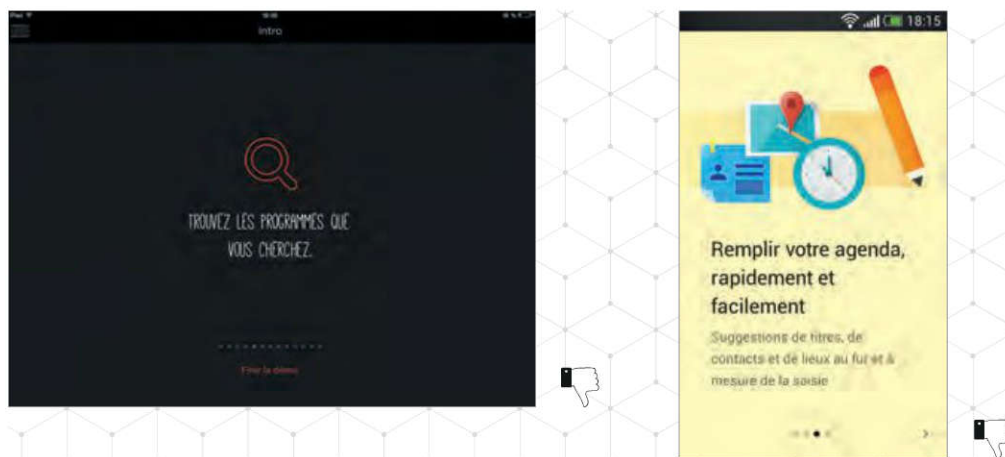 iPad
Intro
TROUVEZ LES PROGRAMMES QUE
VOUS CHERCHEZ.
Finir la démo
18:15
Remplir votre agenda,
rapidement et
facilement
Suggestions de titres, de
contacts et de lieux au fur et à
mesure de la saisie